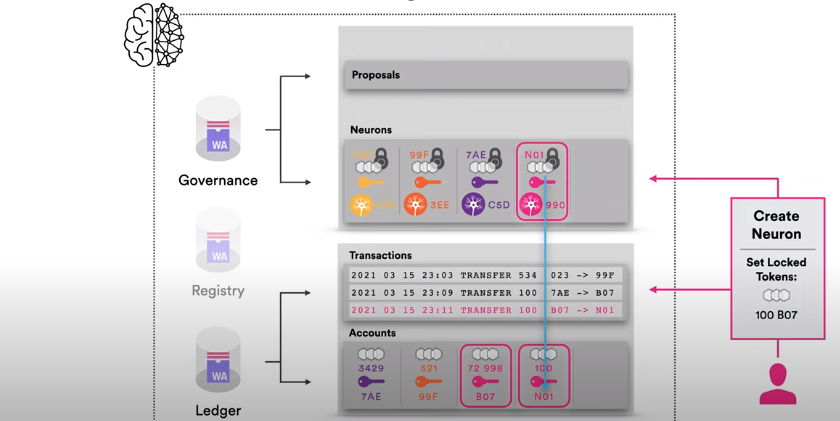 Proposals
Neurons
WA
99F
7AE
N01
3EE
C5D
990
Governance
Create
Neuron
Set Locked
Tokens:
100 B07
WA
Registry
Transactions
2021 03 15 23:03 TRANSFER 534 023 -> 99F
2021 03 15 23:09 TRANSFER 100 7AE -> B07
2021 03 15 23:11 TRANSFER 100 B07 -> N01
Accounts
WA
3429
521
72 998
100
7AE
99F
B07
N01
Ledger